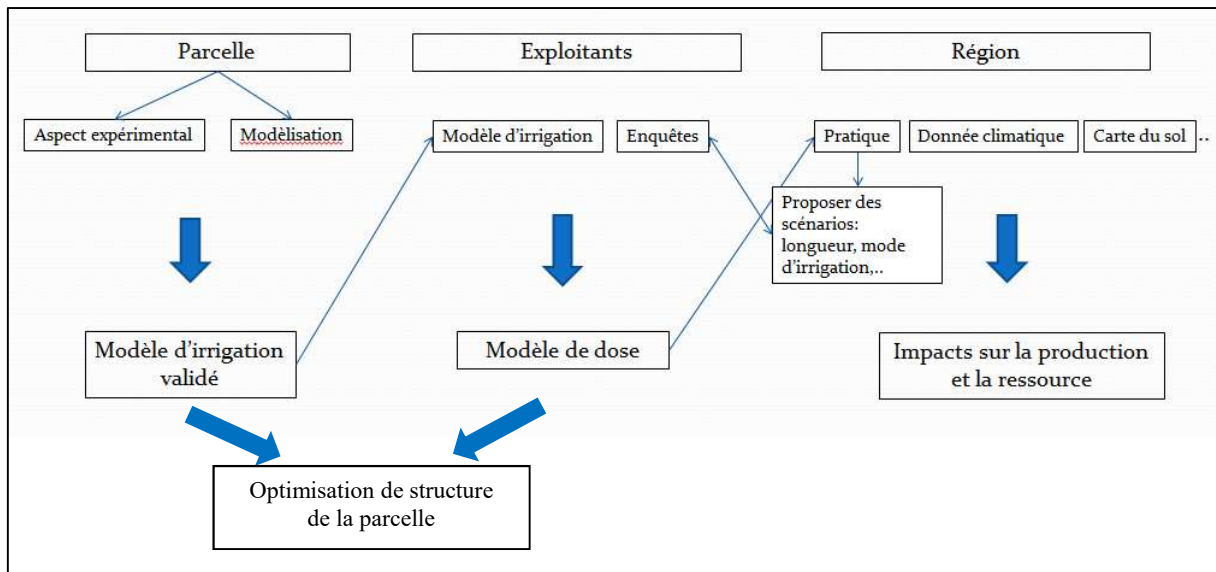 Parcelle
Exploitants
Région
Aspect expérimental
Modèlisation
Modèle d'irrigation
Enquêtes
Pratique
Donnée climatique
Carte du sol ..
Proposer des
scénarios:
longueur, mode
d'irrigation,..
Modèle d'irrigation
validé
Modèle de dose
Impacts sur la production
et la ressource
Optimisation de structure
de la parcelle